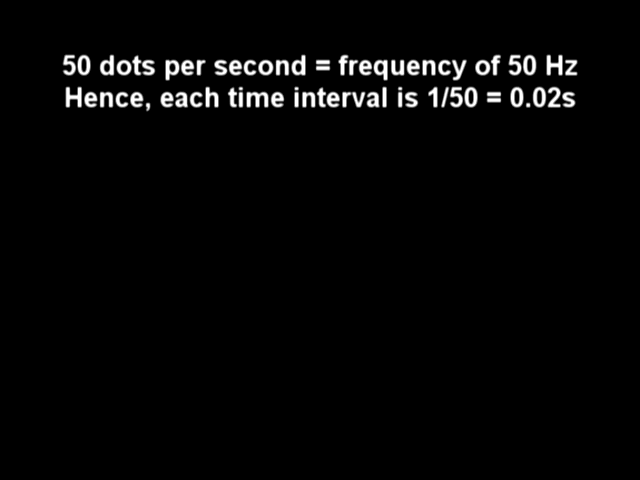 50 dots per second = frequency of 50 Hz
Hence, each time interval is 1/50 = 0.02s